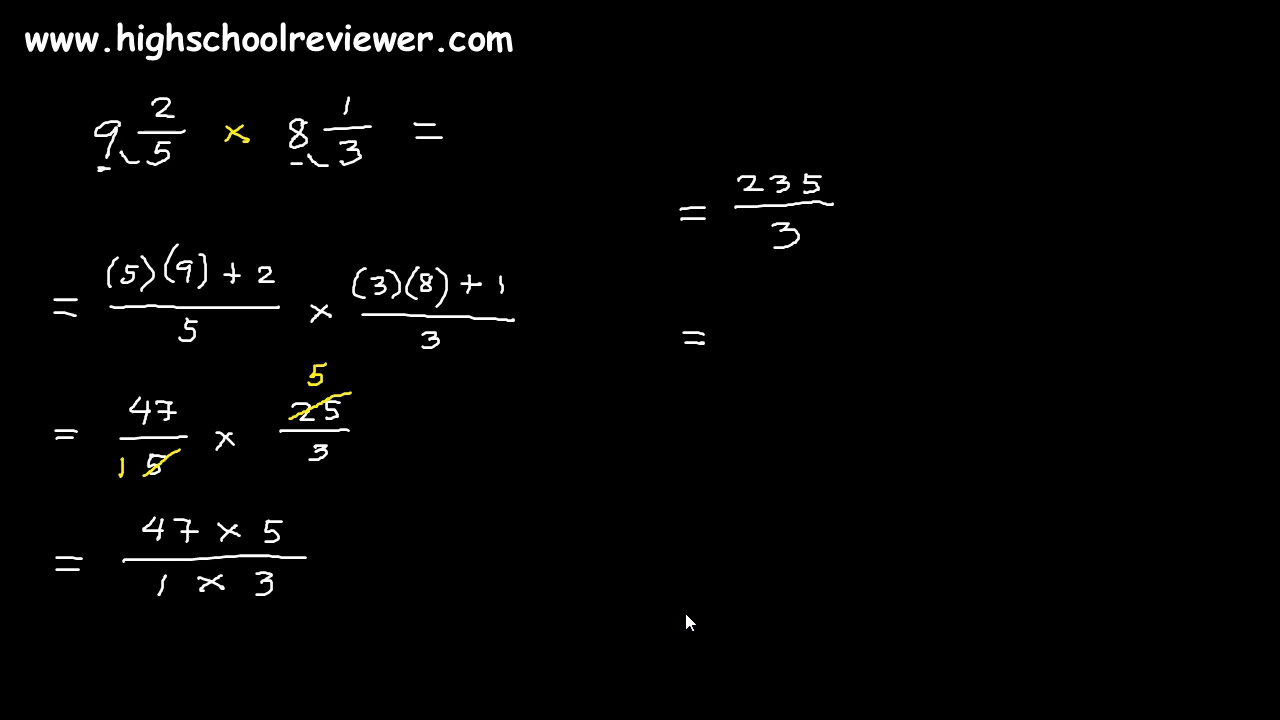 www.highschoolreviewer.com
9 2/5 × 8 1/3 =
= (5)(9) + 2 / 5 × (3)(8) + 1 / 3
= 47 / 1 5 × 5 25 / 3
= 47 × 5 / 1 × 3
= 235 / 3
=